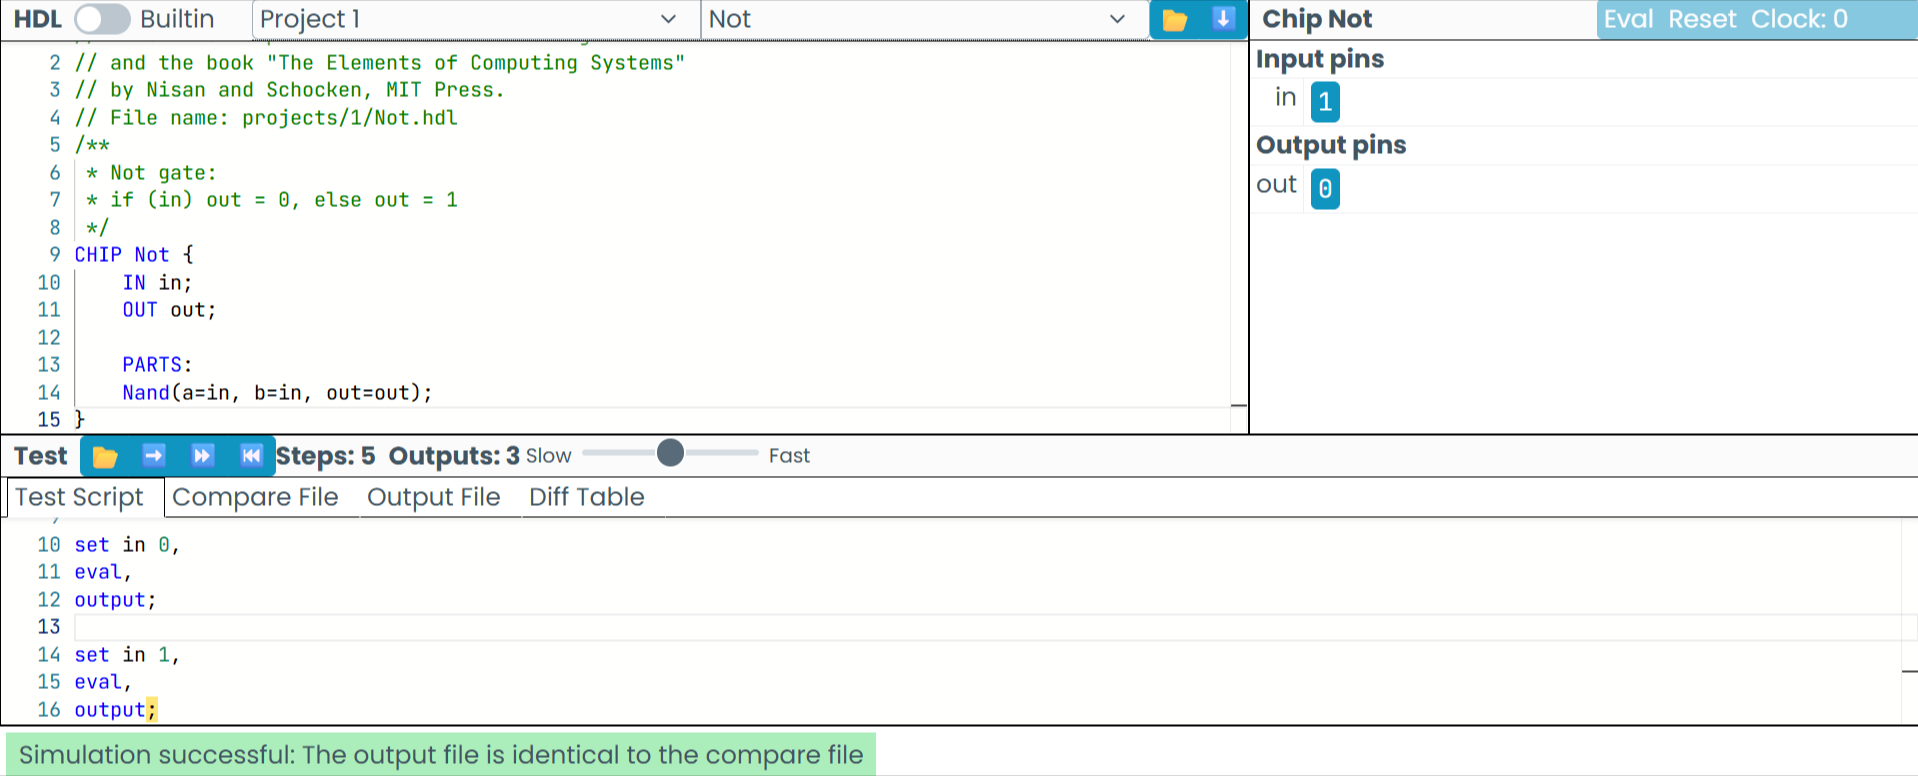 HDL Builtin Project 1 Not Chip Not Eval Reset Clock: 0
2 // and the book "The Elements of Computing Systems"
3 // by Nisan and Schocken, MIT Press.
4 // File name: projects/1/Not.hdl
5 /**
6 * Not gate:
7 * if (in) out = 0, else out = 1
8 */
9 CHIP Not {
10 IN in;
11 OUT out;
12
13 PARTS:
14 Nand(a=in, b=in, out=out);
15 }
Input pins
in 1
Output pins
out 0
Test Steps: 5 Outputs: 3 Slow Fast
Test Script Compare File Output File Diff Table
10 set in 0,
11 eval,
12 output;
13
14 set in 1,
15 eval,
16 output;
Simulation successful: The output file is identical to the compare file